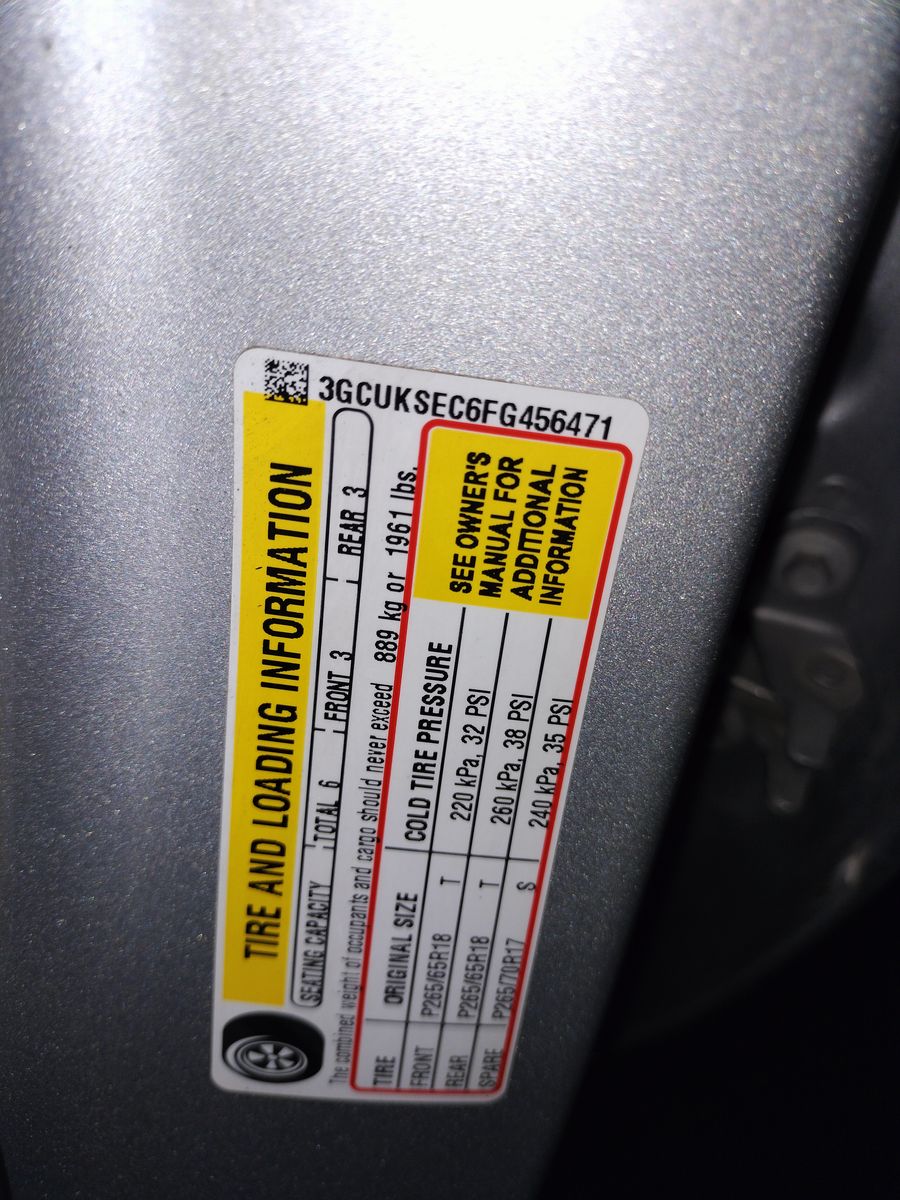 3GCUKSEC6FG456471
TIRE AND LOADING INFORMATION
SEATING CAPACITY TOTAL 6 FRONT 3 REAR 3
The combined weight of occupants and cargo should never exceed 889 kg or 1961 lbs.
TIRE ORIGINAL SIZE COLD TIRE PRESSURE
FRONT P265/65R18 T 220 kPa, 32 PSI
REAR P265/65R18 T 260 kPa, 38 PSI
SPARE P265/70R17 S 240 kPa, 35 PSI
SEE OWNER'S
MANUAL FOR
ADDITIONAL
INFORMATION